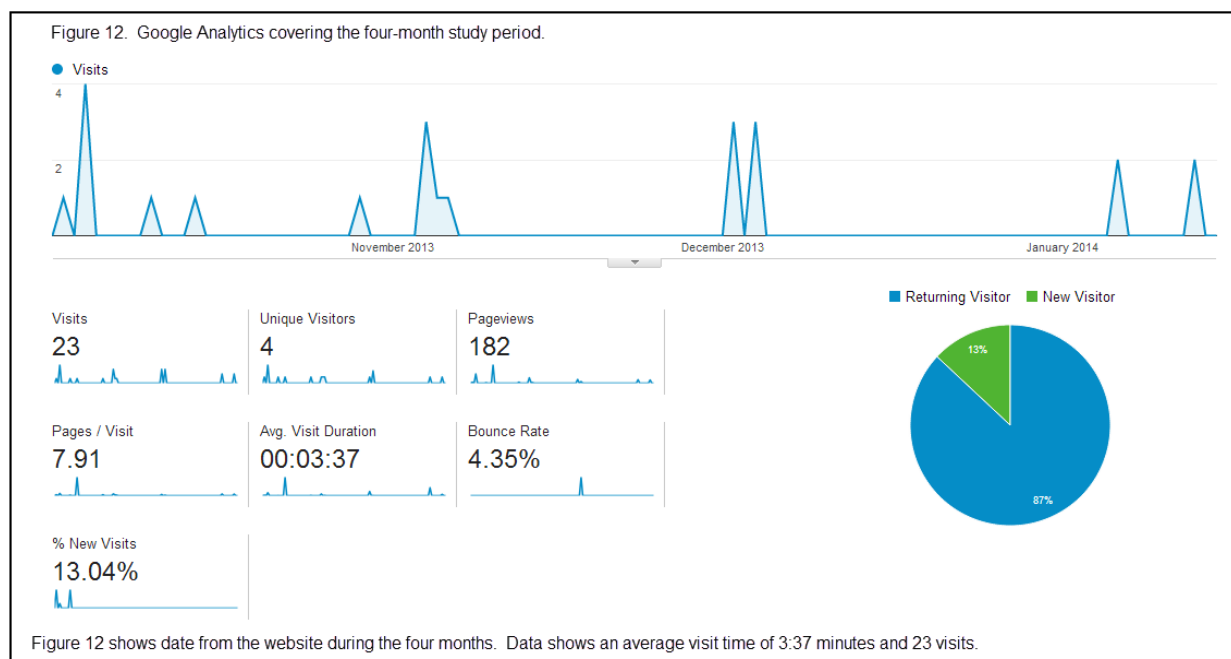 Figure 12.  Google Analytics covering the four-month study period.
Visits
4
2
November 2013
December 2013
January 2014
Returning Visitor
New Visitor
Visits
Unique Visitors
Pageviews
23
4
182
13%
87%
Pages / Visit
Avg. Visit Duration
Bounce Rate
7.91
00:03:37
4.35%
% New Visits
13.04%
Figure 12 shows date from the website during the four months.  Data shows an average visit time of 3:37 minutes and 23 visits.